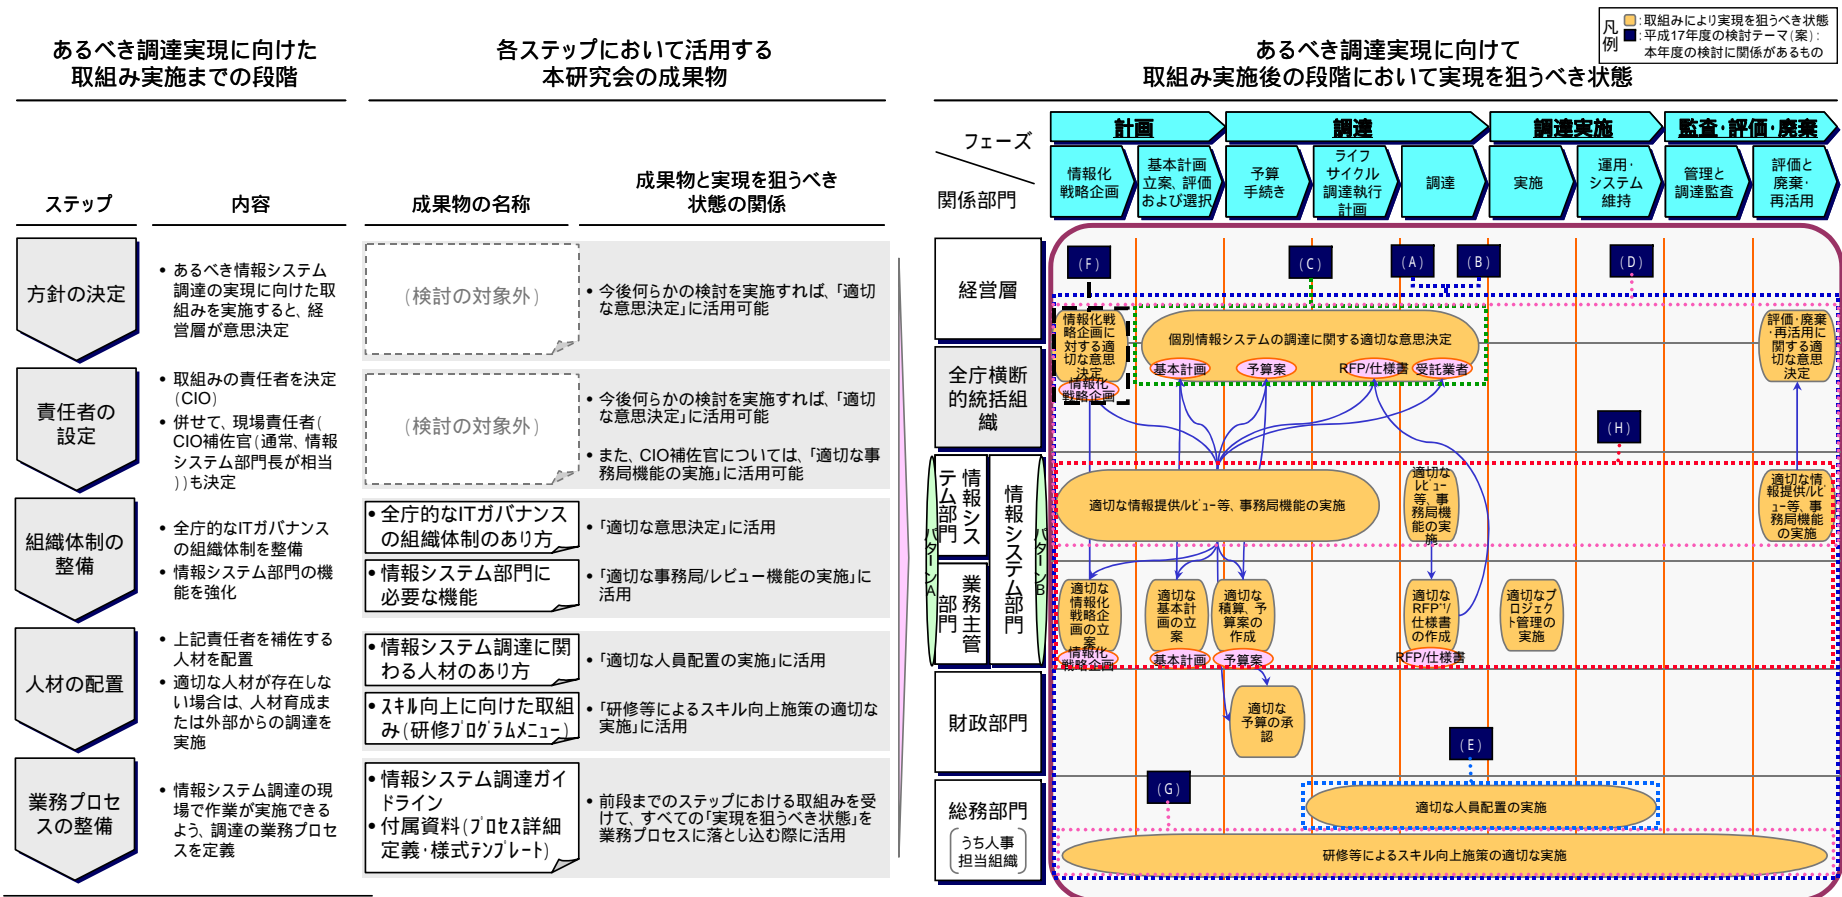 あるべき調達実現に向けた
取組み実施までの段階
各ステップにおいて活用する
本研究会の成果物
あるべき調達実現に向けて
取組み実施後の段階において実現を狙うべき状態
凡例
:取組みにより実現を狙うべき状態
:平成17年度の検討テーマ(案):
本年度の検討に関係があるもの
ステップ
内容
成果物の名称
成果物と実現を狙うべき
状態の関係
方針の決定
• あるべき情報システム
調達の実現に向けた取
組みを実施すると、経
営層が意思決定
(検討の対象外)
• 今後何らかの検討を実施すれば、「適切
な意思決定」に活用可能
責任者の
設定
• 取組みの責任者を決定
(CIO)
• 併せて、現場責任者(
CIO補佐官(通常、情報
システム部門長が相当
))も決定
(検討の対象外)
• 今後何らかの検討を実施すれば、「適切
な意思決定」に活用可能
• また、CIO補佐官については、「適切な事
務局機能の実施」に活用可能
組織体制の
整備
• 全庁的なITガバナンス
の組織体制を整備
• 情報システム部門の機
能を強化
• 全庁的なITガバナンス
の組織体制のあり方
• 「適切な意思決定」に活用
• 情報システム部門に
必要な機能
• 「適切な事務局/レビュー機能の実施」に
活用
人材の配置
• 上記責任者を補佐する
人材を配置
• 適切な人材が存在しな
い場合は、人材育成ま
たは外部からの調達を
実施
• 情報システム調達に関
わる人材のあり方
• 「適切な人員配置の実施」に活用
• ｽｷﾙ向上に向けた取組
み(研修ﾌﾟﾛｸﾞﾗﾑﾒﾆｭｰ)
• 「研修等によるスキル向上施策の適切な
実施」に活用
業務プロセ
スの整備
• 情報システム調達の現
場で作業が実施できる
よう、調達の業務プロセ
スを定義
• 情報システム調達ガイ
ドライン
• 付属資料(ﾌﾟﾛｾｽ詳細
定義･様式ﾃﾝﾌﾟﾚｰﾄ)
• 前段までのステップにおける取組みを受
けて、すべての「実現を狙うべき状態」を
業務プロセスに落とし込む際に活用
フェーズ
関係部門
計画
調達
調達実施
監査･評価･廃棄
情報化
戦略企画
基本計画
立案、評価
および選択
予算
手続き
ライフ
サイクル
調達執行
計画
調達
実施
運用･
システム
維持
管理と
調達監査
評価と
廃棄･
再活用
経営層
全庁横断
的統括組
織
パターンA
情報シス
テム部門
業務主管
部門
情報システム部門
パターンB
財政部門
総務部門
うち人事
担当組織
(F)
(C)
(A)
(B)
(D)
情報化戦
略企画に
対する適
切な意思
決定
情報化
戦略企画
個別情報システムの調達に関する適切な意思決定
基本計画
予算案
RFP/仕様書
受託業者
評価･廃棄
･再活用に
関する適
切な意思
決定
(H)
適切な情報提供/ﾚﾋﾞｭｰ等、事務局機能の実施
適切な
ﾚﾋﾞｭｰ
等、事
務局機
能の実
施
適切な情
報提供/ﾚﾋﾞ
ｭｰ等、事
務局機能
の実施
適切な
情報化
戦略企
画の立
案
情報化
戦略企画
適切な
基本計
画の立
案
基本計画
適切な
積算、予
算案の
作成
予算案
適切な
RFP*1/
仕様書
の作成
RFP/仕様書
適切なプ
ロジェク
ト管理の
実施
適切な
予算の承
認
(E)
適切な人員配置の実施
(G)
研修等によるスキル向上施策の適切な実施